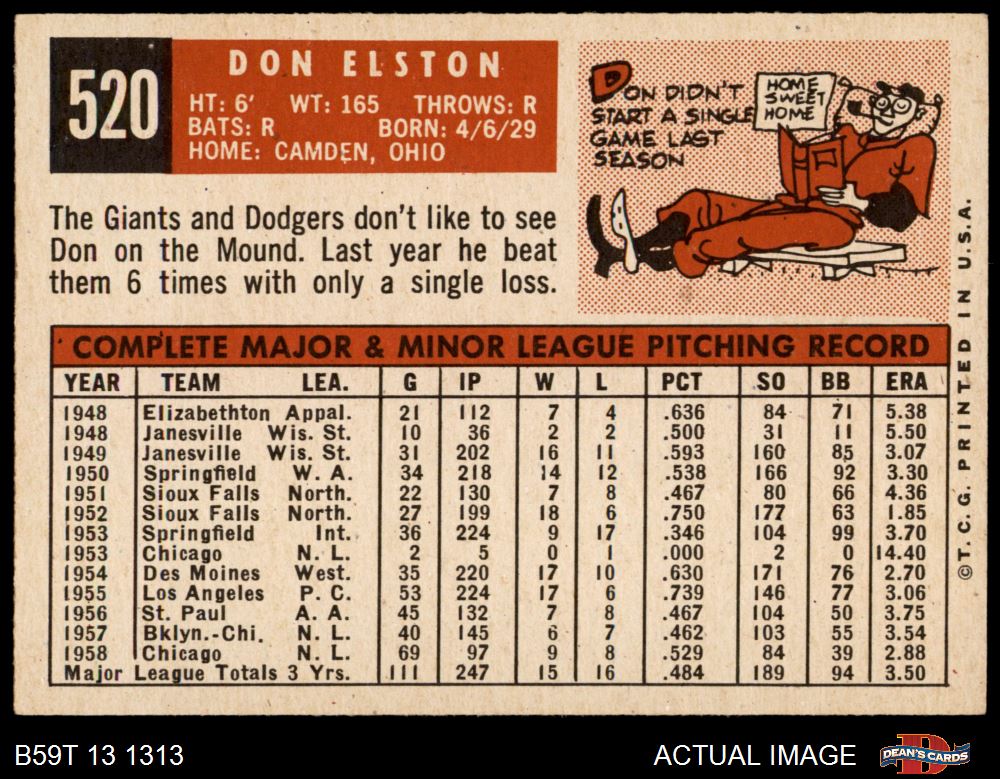 520
DON ELSTON
HT: 6' WT: 165 THROWS: R
BATS: R BORN: 4/6/29
HOME: CAMDEN, OHIO
DON DIDN'T
START A SINGLE
GAME LAST
SEASON
HOME
SWEET
HOME
The Giants and Dodgers don't like to see
Don on the Mound. Last year he beat
them 6 times with only a single loss.
COMPLETE MAJOR & MINOR LEAGUE PITCHING RECORD
YEAR TEAM LEA. G IP W L PCT SO BB ERA
1948 Elizabethton Appal. 21 112 7 4 .636 84 71 5.38
1948 Janesville Wis. St. 10 36 2 2 .500 31 11 5.50
1949 Janesville Wis. St. 31 202 16 11 .593 160 85 3.07
1950 Springfield W. A. 34 218 14 12 .538 166 92 3.30
1951 Sioux Falls North. 22 130 7 8 .467 80 66 4.36
1952 Sioux Falls North. 27 199 18 6 .750 177 63 1.85
1953 Springfield Int. 36 224 9 17 .346 104 99 3.70
1953 Chicago N. L. 2 5 0 1 .000 2 0 14.40
1954 Des Moines West. 35 220 17 10 .630 171 76 2.70
1955 Los Angeles P. C. 53 224 17 6 .739 146 77 3.06
1956 St. Paul A. A. 45 132 7 8 .467 104 50 3.75
1957 Bklyn.-Chi. N. L. 40 145 6 7 .462 103 55 3.54
1958 Chicago N. L. 69 97 9 8 .529 84 39 2.88
Major League Totals 3 Yrs. 111 247 15 16 .484 189 94 3.50
©T. C. G. PRINTED IN U.S.A.
B59T 13 1313
ACTUAL IMAGE
DEAN'S CARDS